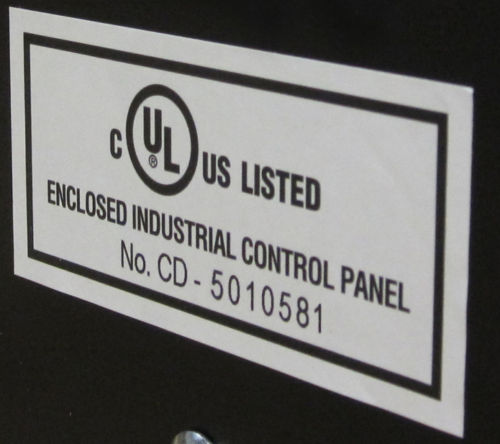 C UL ® US LISTED
ENCLOSED INDUSTRIAL CONTROL PANEL
No. CD - 5010581